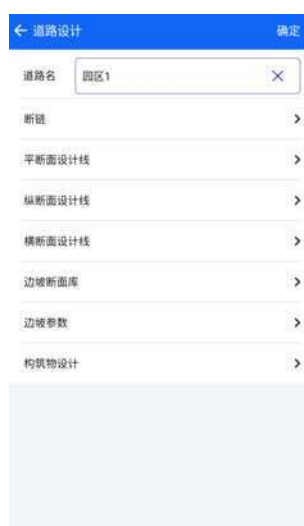 道路设计 确定
道路名 园区1
断链
平断面设计线
纵断面设计线
横断面设计线
边坡断面库
边坡参数
构筑物设计